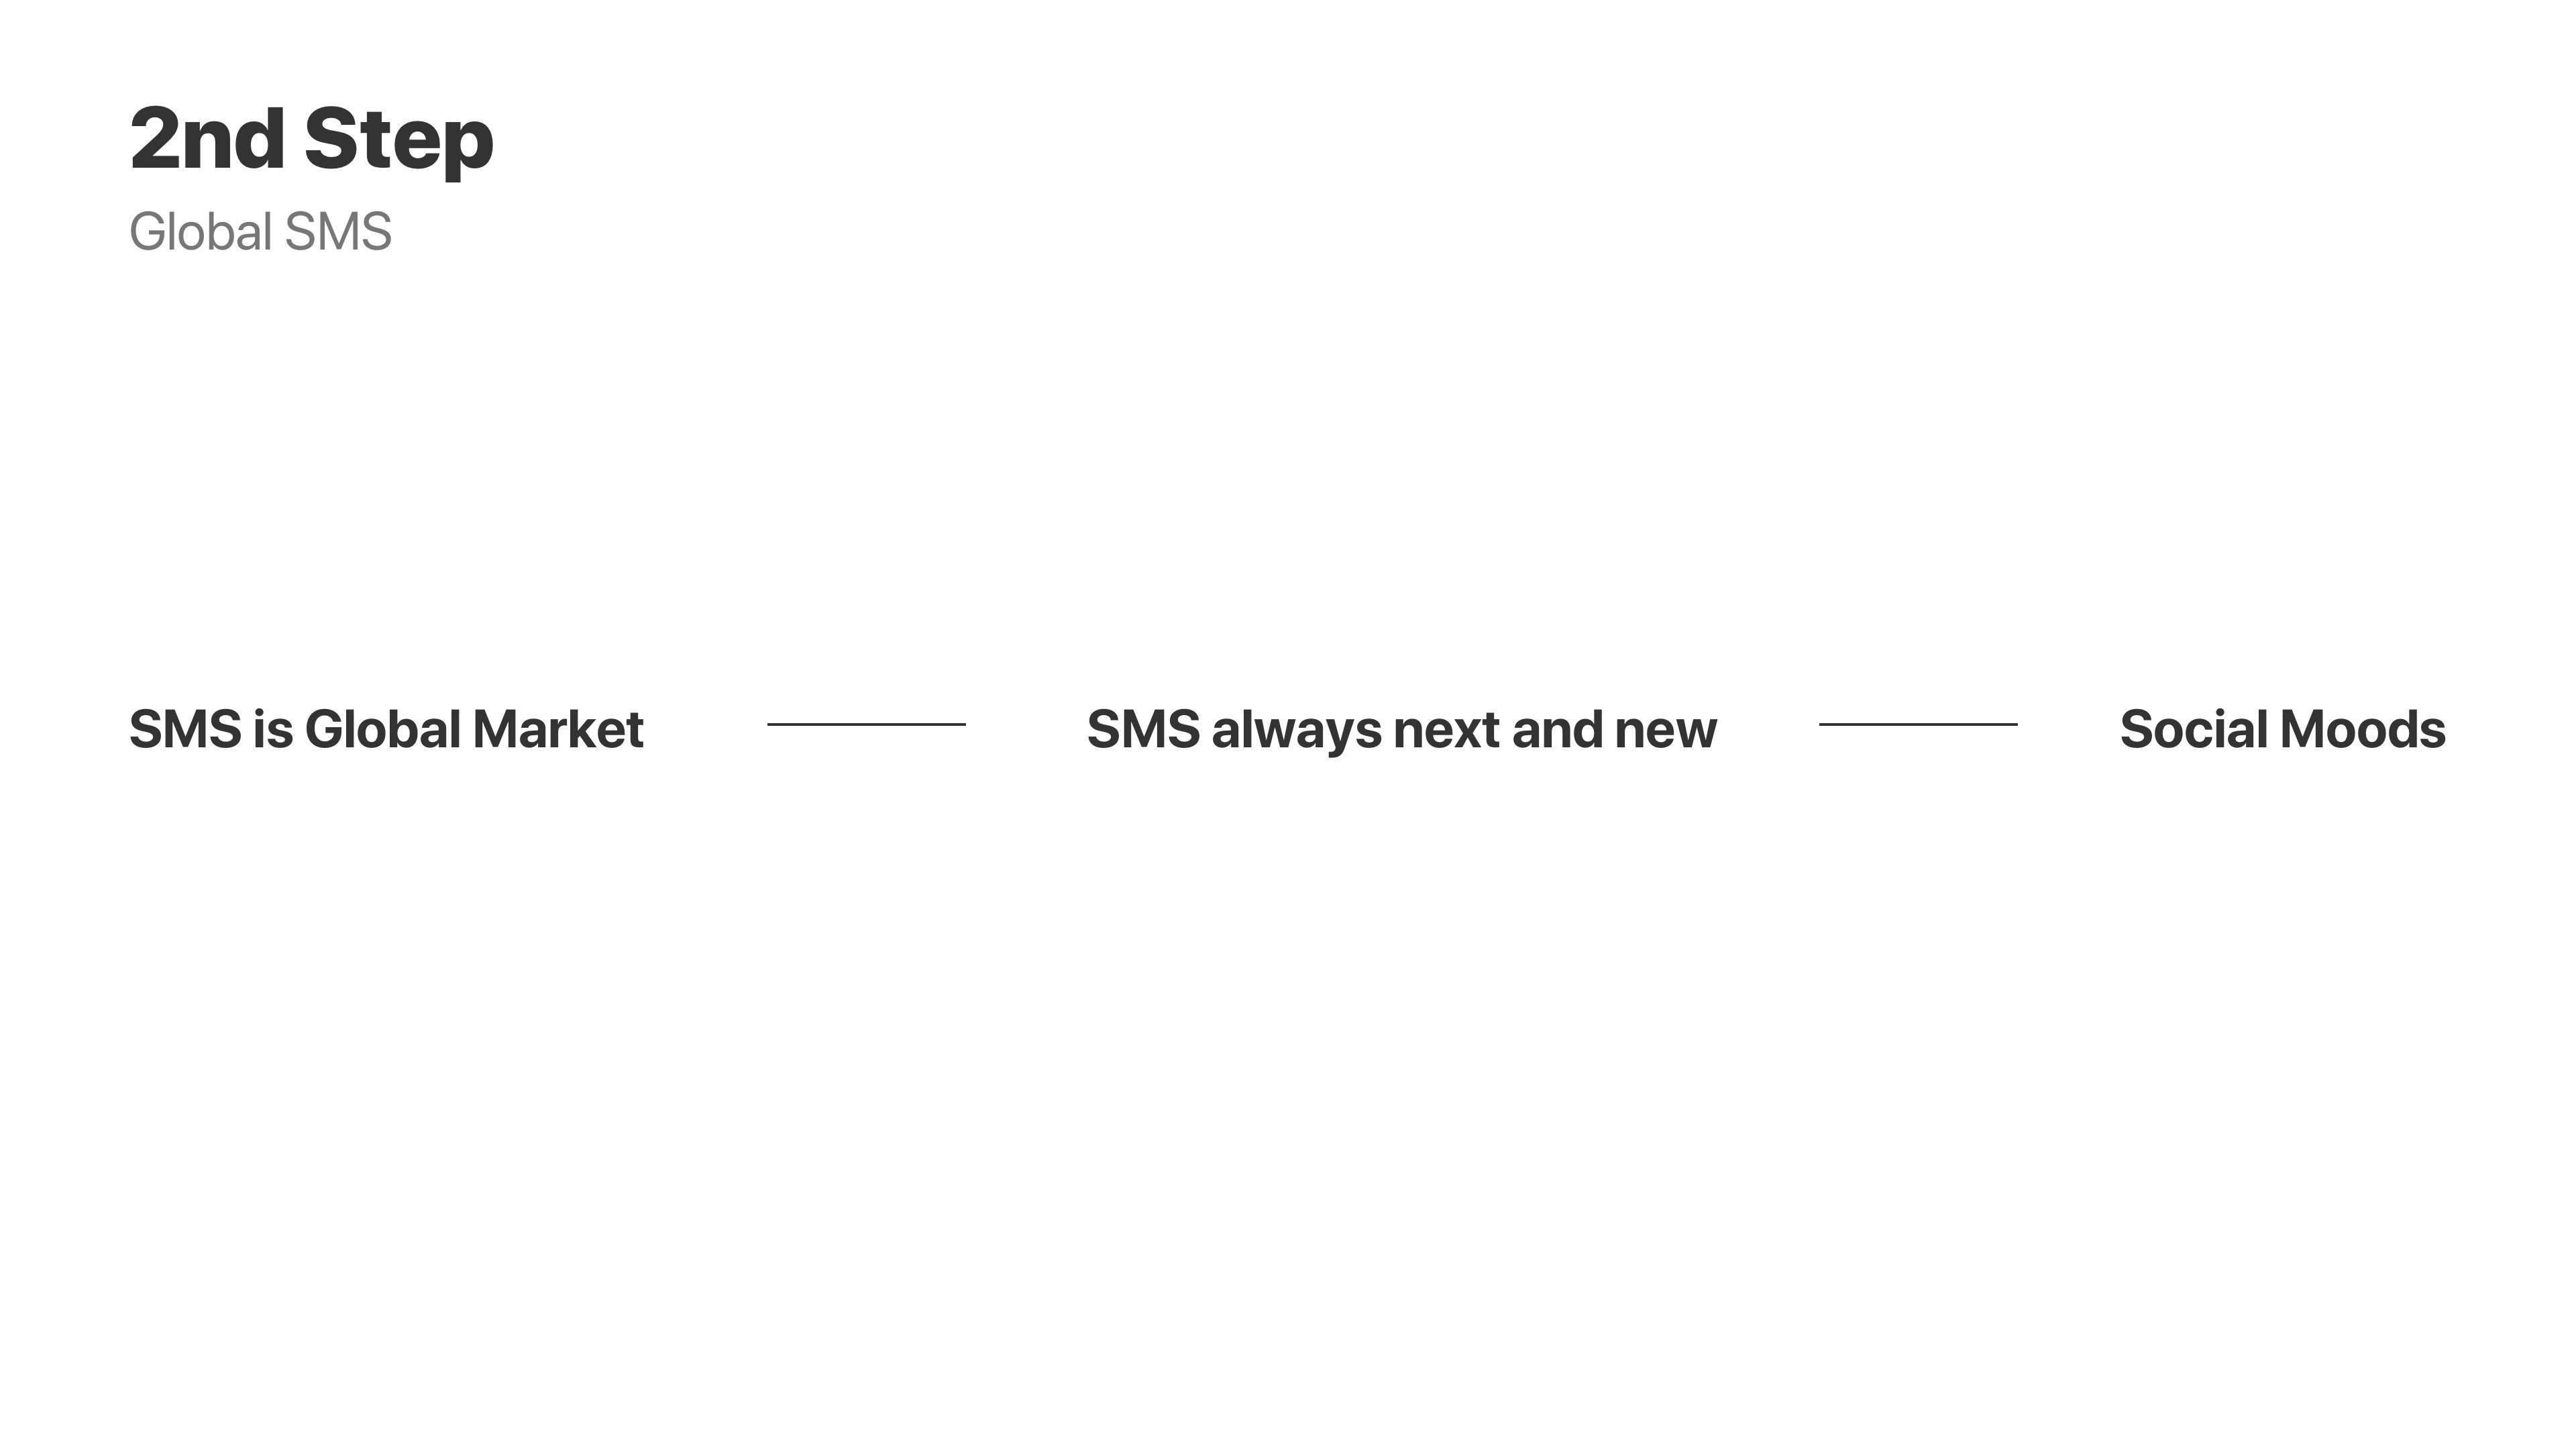 2nd Step
Global SMS
SMS is Global Market
SMS always next and new
Social Moods